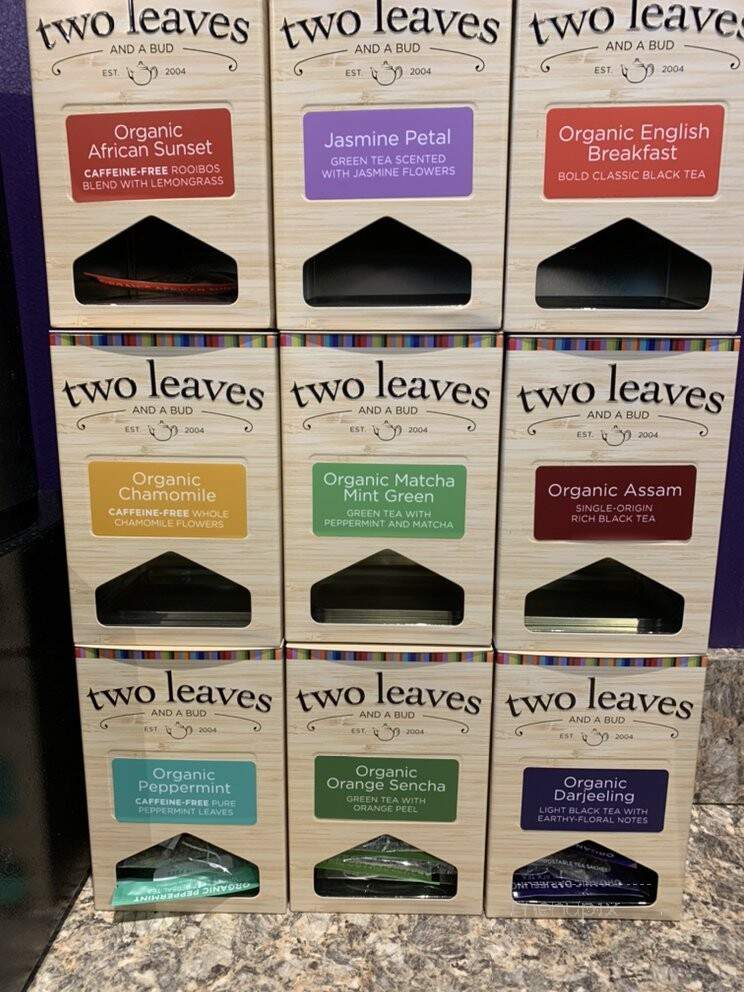 two leaves
AND A BUD
EST. 2004
Organic
African Sunset
CAFFEINE-FREE ROOIBOS
BLEND WITH LEMONGRASS
two leaves
AND A BUD
EST. 2004
Jasmine Petal
GREEN TEA SCENTED
WITH JASMINE FLOWERS
two leaves
AND A BUD
EST. 2004
Organic English
Breakfast
BOLD CLASSIC BLACK TEA
two leaves
AND A BUD
EST. 2004
Organic
Chamomile
CAFFEINE-FREE WHOLE
CHAMOMILE FLOWERS
two leaves
AND A BUD
EST. 2004
Organic Matcha
Mint Green
GREEN TEA WITH
PEPPERMINT AND MATCHA
two leaves
AND A BUD
EST. 2004
Organic Assam
SINGLE-ORIGIN
RICH BLACK TEA
two leaves
AND A BUD
EST 2004
Organic
Peppermint
CAFFEINE-FREE PURE
PEPPERMINT LEAVES
ORGANIC PEPPERMINT
HERBAL TEA
two leaves
AND A BUD
EST. 2004
Organic
Orange Sencha
GREEN TEA WITH
ORANGE PEEL
two leaves
AND A BUD
EST. 2004
Organic
Darjeeling
LIGHT BLACK TEA WITH
EARTHY-FLORAL NOTES
ORGANIC DARJEELING